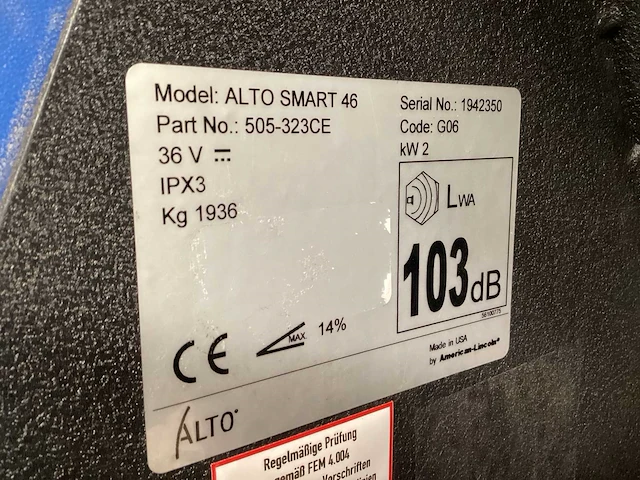 Model: ALTO SMART 46
Part No.: 505-323CE
36 V
IPX3
Kg 1936
Serial No.: 1942350
Code: G06
kW 2
LWA
103dB
56100775
CE
MAX.
14%
Made in USA
by American-Lincoln®
ALTO®
Regelmäßige Prüfung
gemäß FEM 4.004
Vorschriften